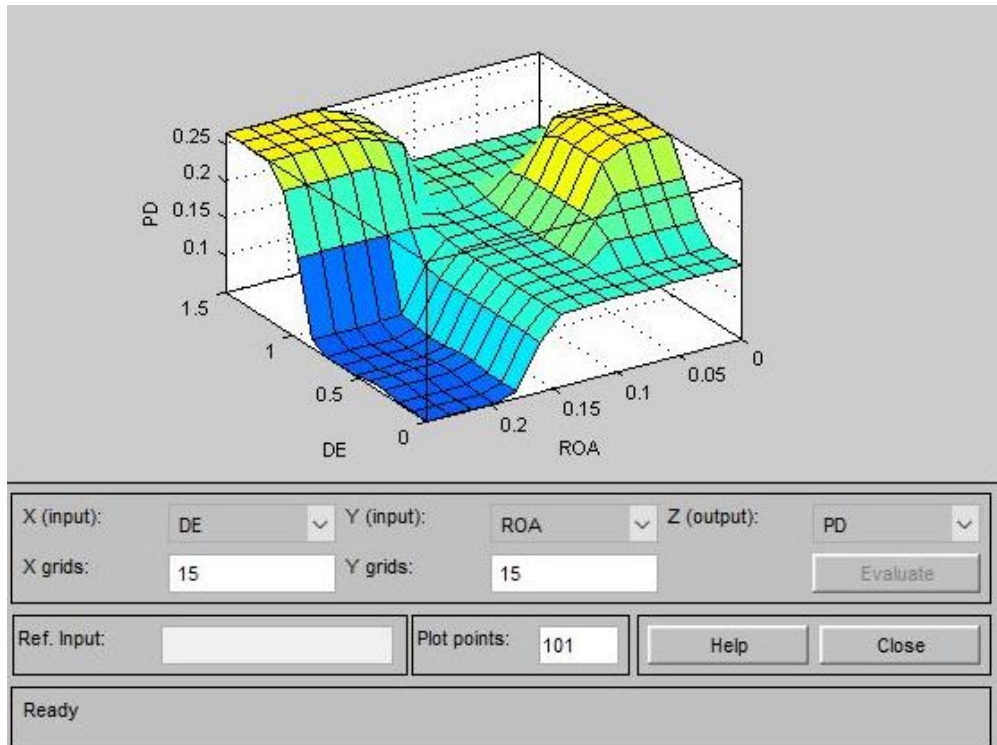 0.25
0.2
0.15
0.1
PD
1.5
1
0.5
0
DE
0.2
0.15
0.1
0.05
0
ROA
X (input): DE Y (input): ROA Z (output): PD
X grids: 15 Y grids: 15 Evaluate
Ref. Input: Plot points: 101 Help Close
Ready